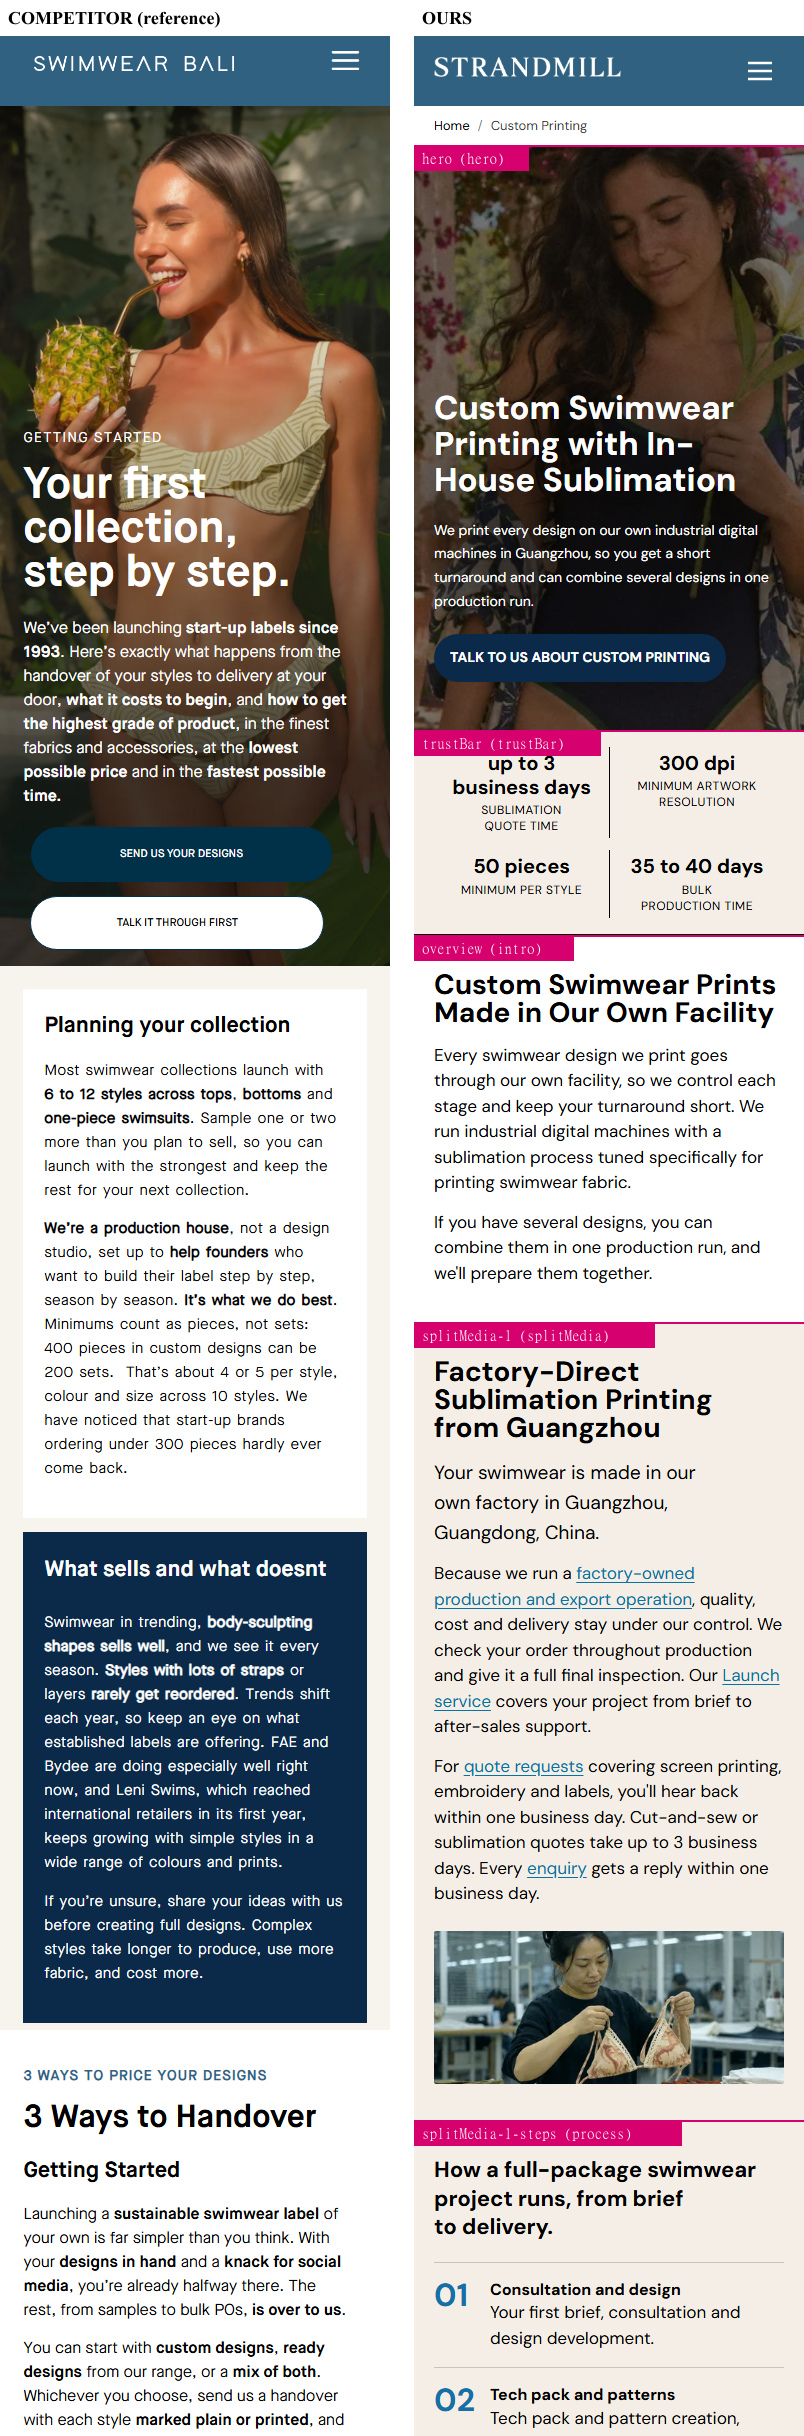 COMPETITOR (reference)
SWIMWEAR BALI
GETTING STARTED
Your first
collection,
step by step.
We've been launching start-up labels since
1993. Here's exactly what happens from the
handover of your styles to delivery at your
door, what it costs to begin, and how to get
the highest grade of product, in the finest
fabrics and accessories, at the lowest
possible price and in the fastest possible
time.
SEND US YOUR DESIGNS
TALK IT THROUGH FIRST
Planning your collection
Most swimwear collections launch with
6 to 12 styles across tops, bottoms and
one-piece swimsuits. Sample one or two
more than you plan to sell, so you can
launch with the strongest and keep the
rest for your next collection.
We're a production house, not a design
studio, set up to help founders who
want to build their label step by step,
season by season. It's what we do best.
Minimums count as pieces, not sets:
400 pieces in custom designs can be
200 sets. That's about 4 or 5 per style,
colour and size across 10 styles. We
have noticed that start-up brands
ordering under 300 pieces hardly ever
come back.
What sells and what doesnt
Swimwear in trending, body-sculpting
shapes sells well, and we see it every
season. Styles with lots of straps or
layers rarely get reordered. Trends shift
each year, so keep an eye on what
established labels are offering. FAE and
Bydee are doing especially well right
now, and Leni Swims, which reached
international retailers in its first year,
keeps growing with simple styles in a
wide range of colours and prints.
If you're unsure, share your ideas with us
before creating full designs. Complex
styles take longer to produce, use more
fabric, and cost more.
3 WAYS TO PRICE YOUR DESIGNS
3 Ways to Handover
Getting Started
Launching a sustainable swimwear label of
your own is far simpler than you think. With
your designs in hand and a knack for social
media, you're already halfway there. The
rest, from samples to bulk POs, is over to us.
You can start with custom designs, ready
designs from our range, or a mix of both.
Whichever you choose, send us a handover
with each style marked plain or printed, and
OURS
STRANDMILL
Home / Custom Printing
hero (hero)
Custom Swimwear
Printing with In-
House Sublimation
We print every design on our own industrial digital
machines in Guangzhou, so you get a short
turnaround and can combine several designs in one
production run.
TALK TO US ABOUT CUSTOM PRINTING
trustBar (trustBar)
up to 3
business days
SUBLIMATION
QUOTE TIME
300 dpi
MINIMUM ARTWORK
RESOLUTION
50 pieces
MINIMUM PER STYLE
35 to 40 days
BULK
PRODUCTION TIME
overview (intro)
Custom Swimwear Prints
Made in Our Own Facility
Every swimwear design we print goes
through our own facility, so we control each
stage and keep your turnaround short. We
run industrial digital machines with a
sublimation process tuned specifically for
printing swimwear fabric.
If you have several designs, you can
combine them in one production run, and
we'll prepare them together.
splitMedia-1 (splitMedia)
Factory-Direct
Sublimation Printing
from Guangzhou
Your swimwear is made in our
own factory in Guangzhou,
Guangdong, China.
Because we run a factory-owned
production and export operation, quality,
cost and delivery stay under our control. We
check your order throughout production
and give it a full final inspection. Our Launch
service covers your project from brief to
after-sales support.
For quote requests covering screen printing,
embroidery and labels, you'll hear back
within one business day. Cut-and-sew or
sublimation quotes take up to 3 business
days. Every enquiry gets a reply within one
business day.
splitMedia-1-steps (process)
How a full-package swimwear
project runs, from brief
to delivery.
01
Consultation and design
Your first brief, consultation and
design development.
02
Tech pack and patterns
Tech pack and pattern creation,